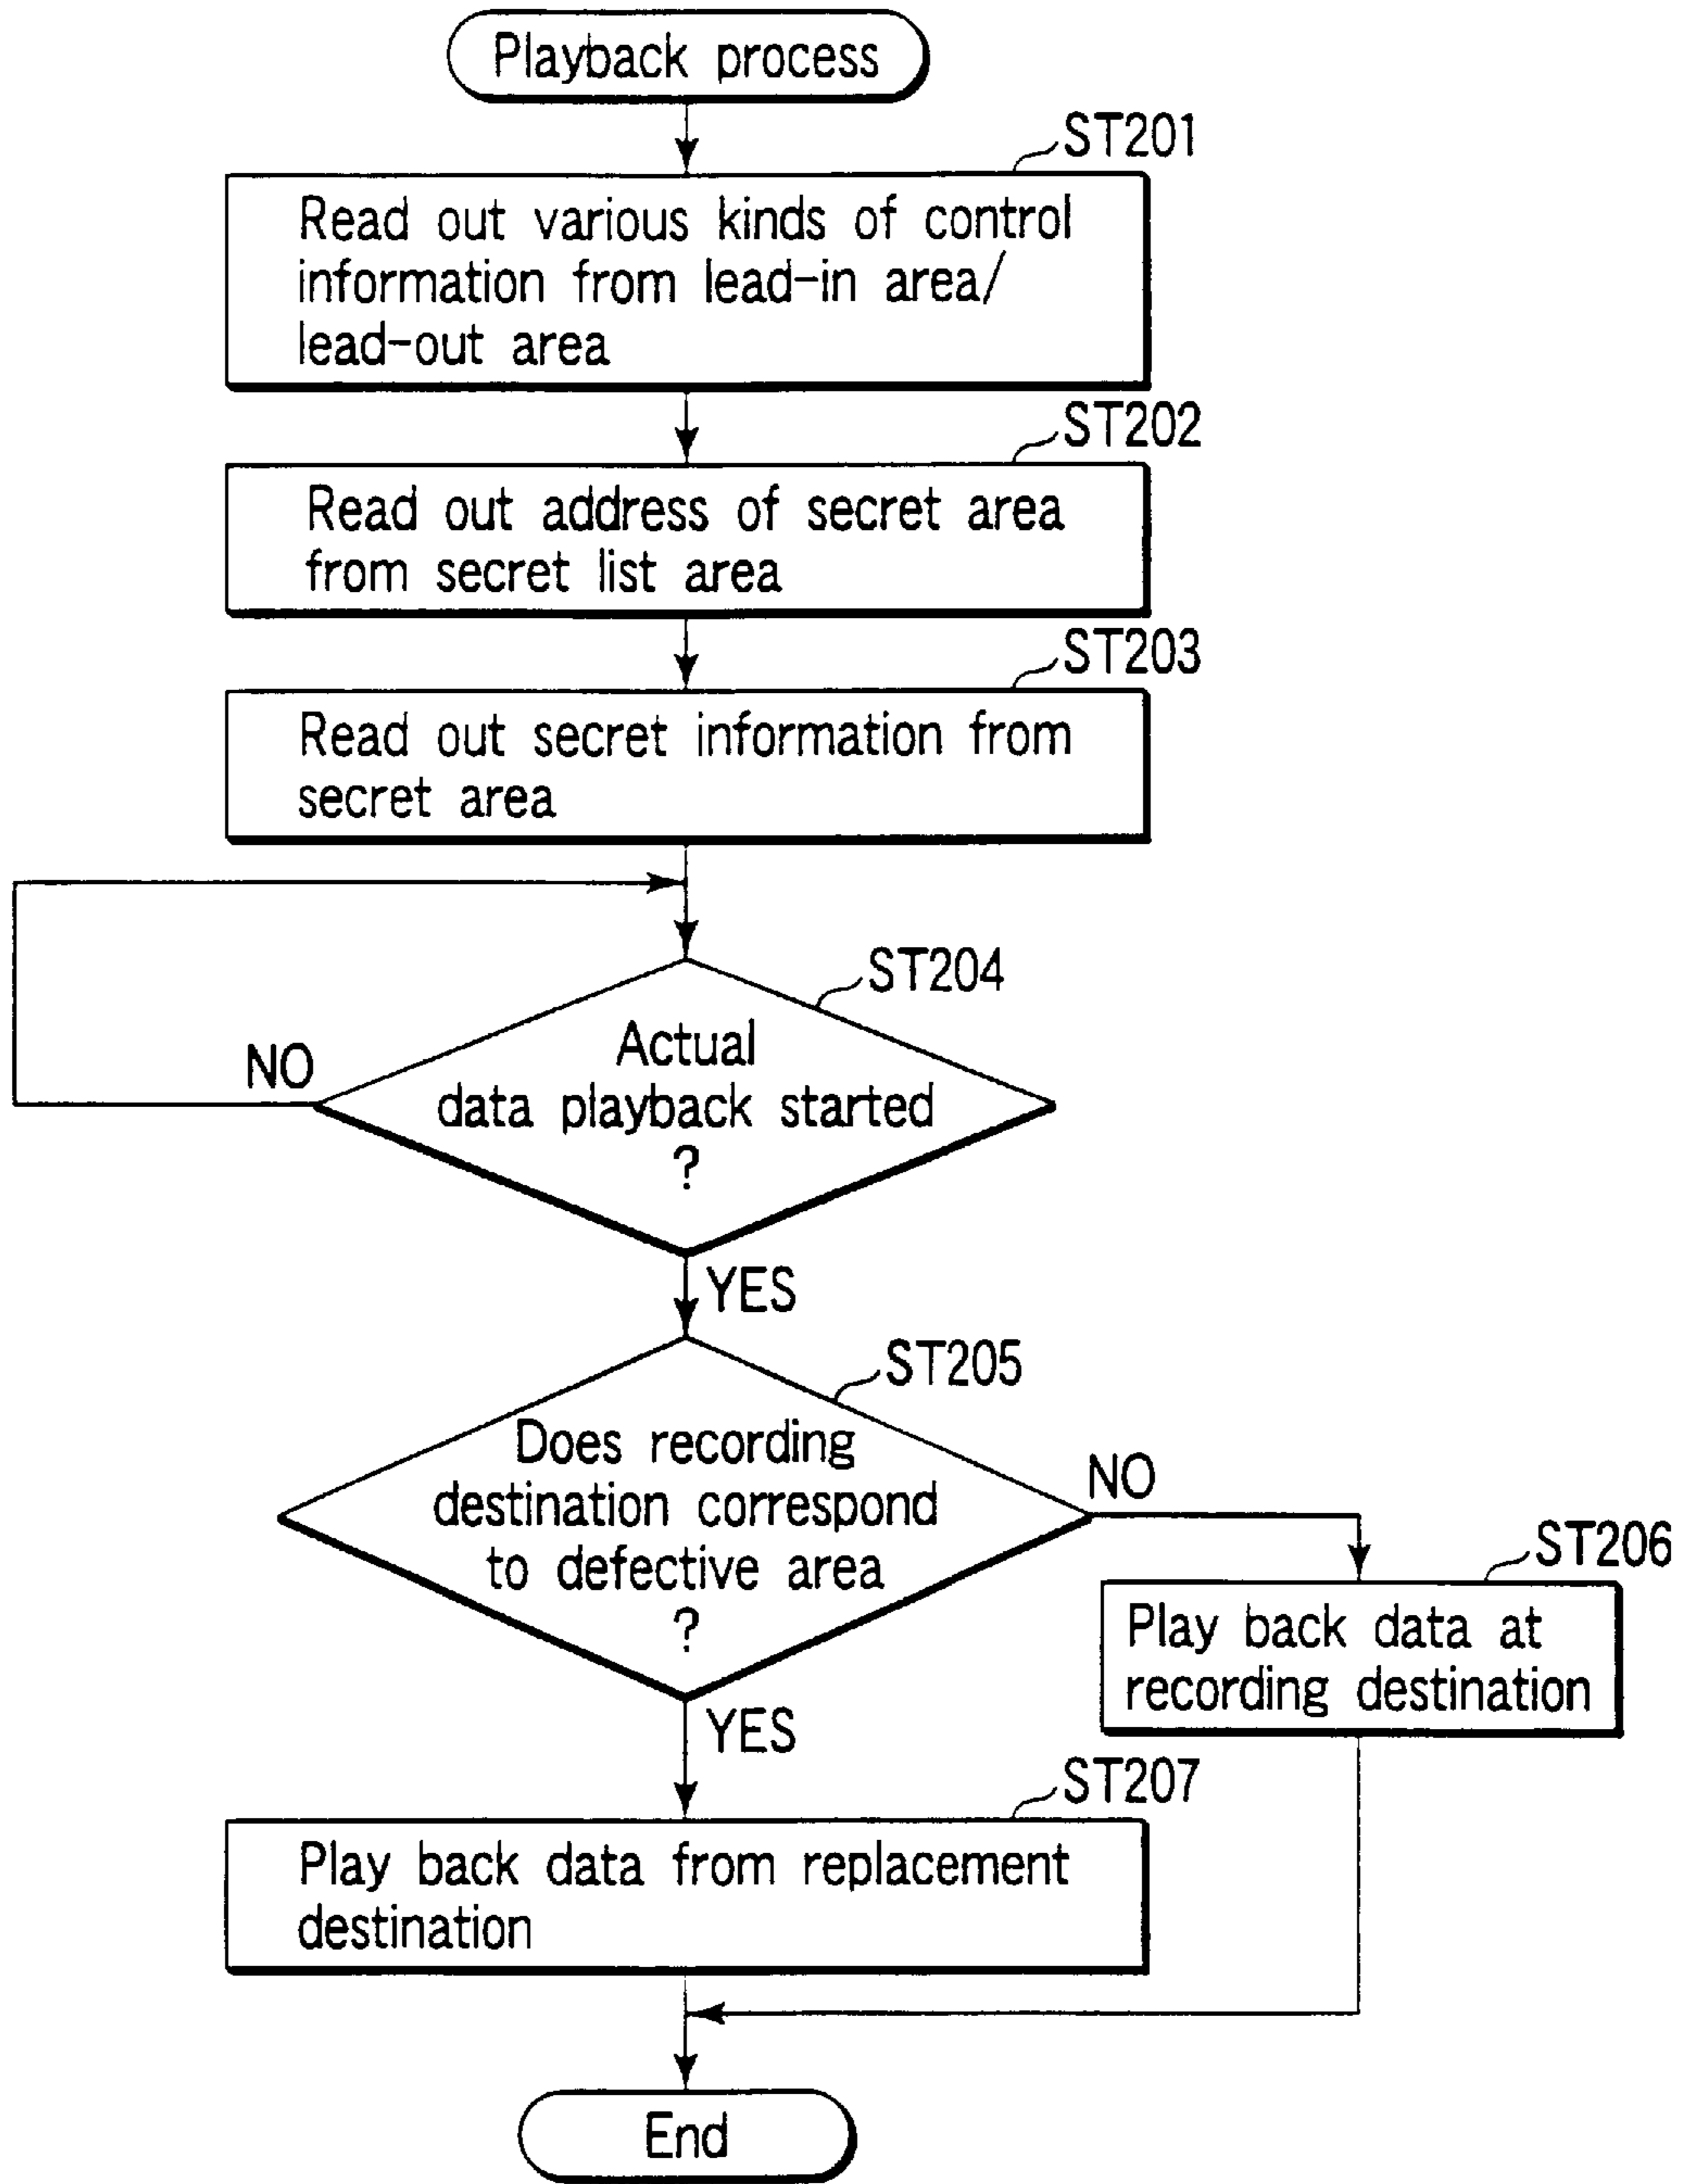 Playback process
ST201
Read out various kinds of control
information from lead-in area/
lead-out area
ST202
Read out address of secret area
from secret list area
ST203
Read out secret information from
secret area
ST204
Actual
data playback started
?
NO
YES
ST205
Does recording
destination correspond
to defective area
?
NO
ST206
Play back data at
recording destination
YES
ST207
Play back data from replacement
destination
End